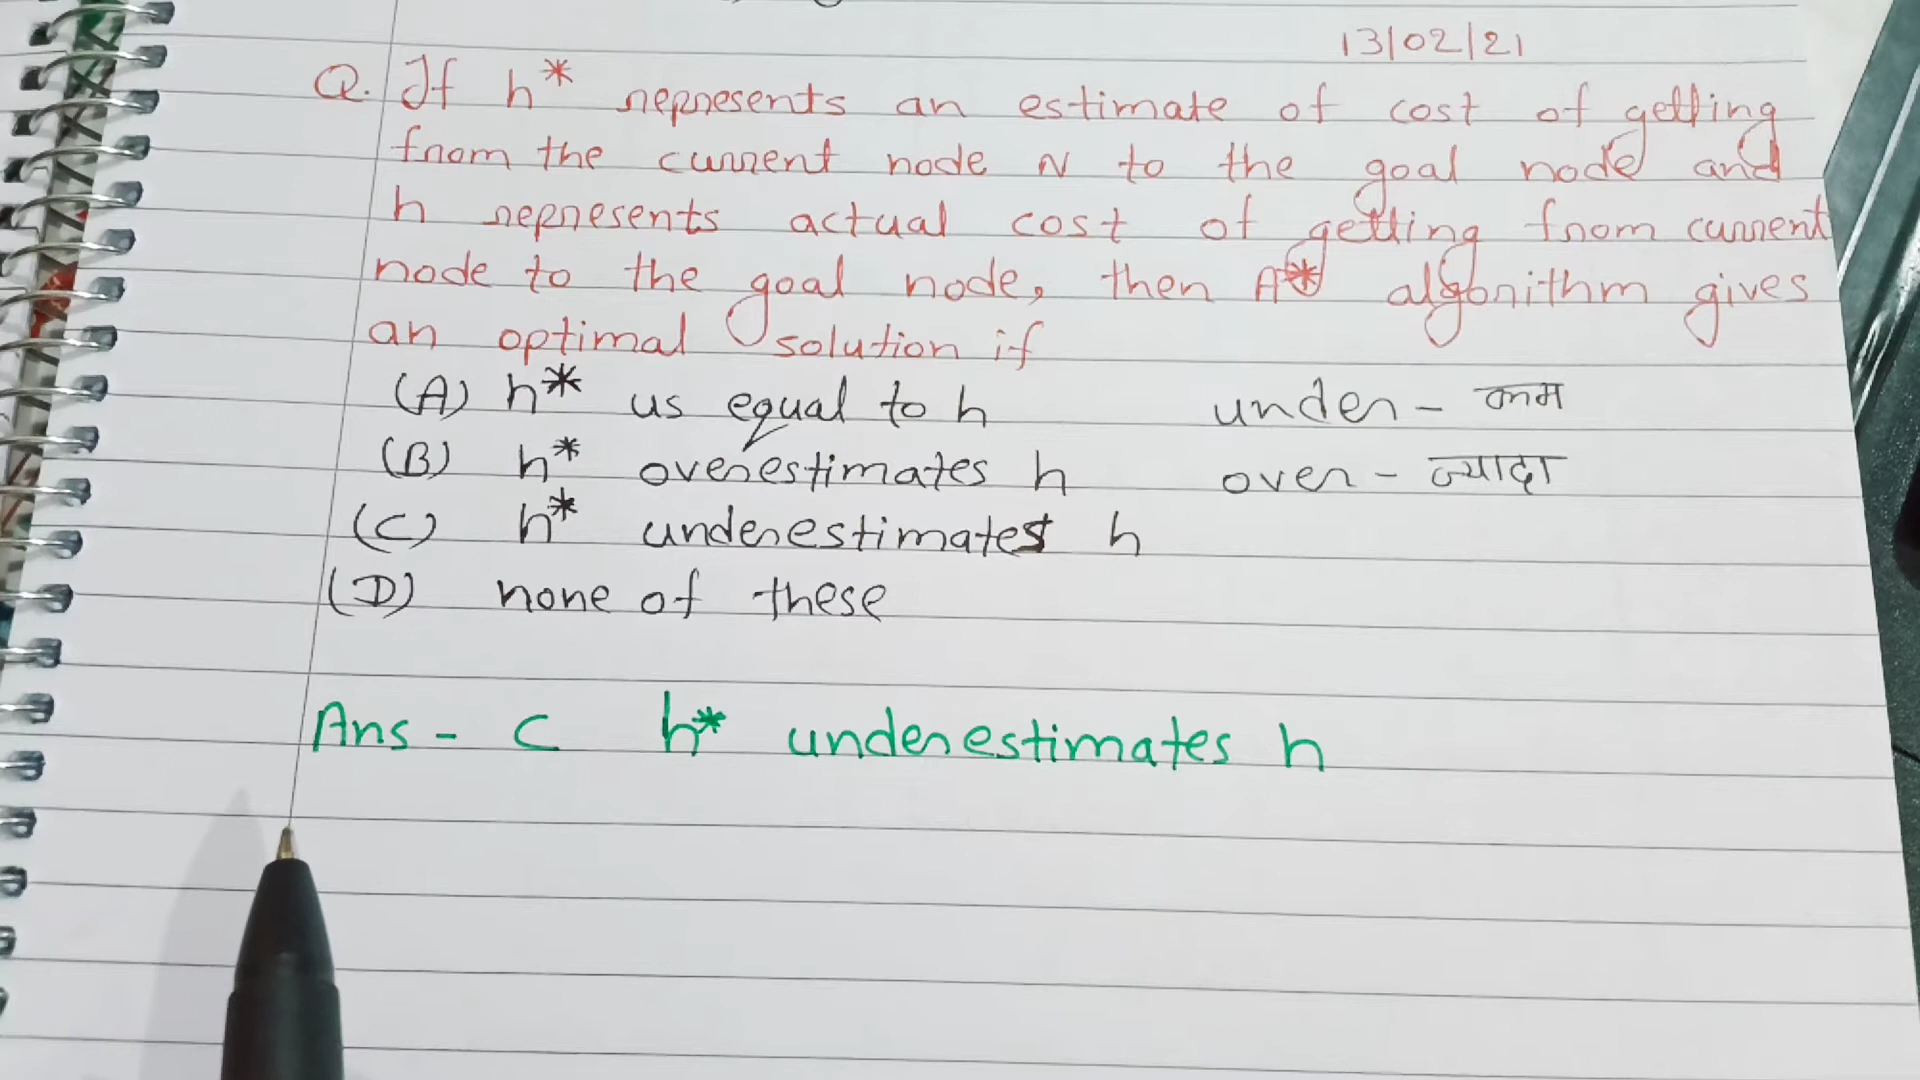 13/02/21
Q. If h* represents an estimate of cost of getting
from the current node N to the goal node and
h represents actual cost of getting from current
node to the goal node, then A* algorithm gives
an optimal solution if
(A) h* us equal to h under - कम
(B) h* overestimates h over - ज्यादा
(C) h* underestimates h
(D) none of these
Ans - C h* underestimates h